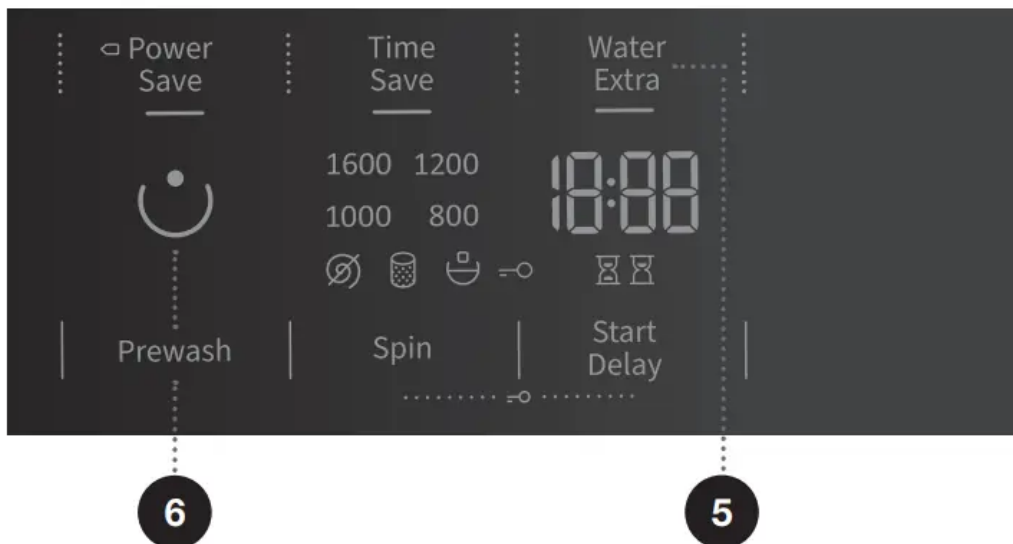 Power
Save
Time
Save
Water
Extra
1600 1200
1000 800
18:88
Prewash
Spin
Start
Delay
6
5